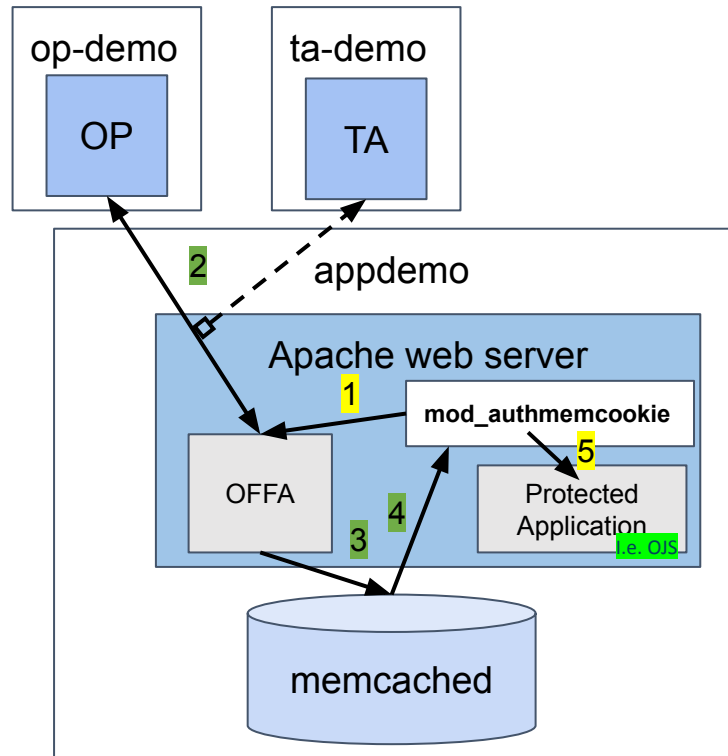 op-demo
ta-demo
OP
TA
2
appdemo
Apache web server
1
mod_authmemcookie
5
OFFA
4
Protected
Application
I.e. OJS
3
memcached